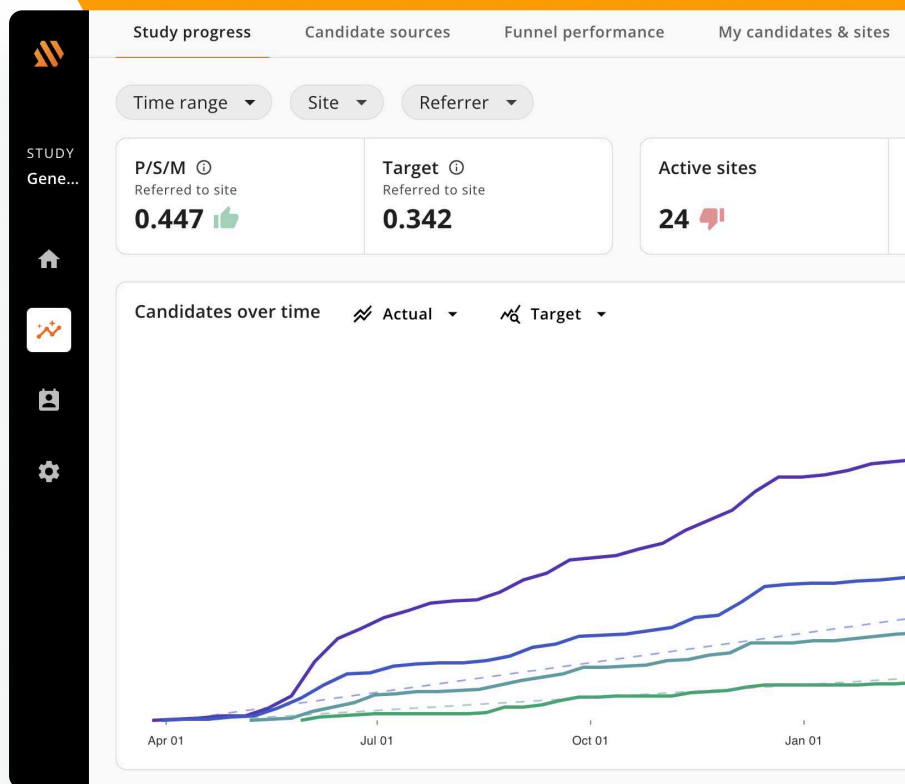 Study progress
Candidate sources
Funnel performance
My candidates & sites
Time range
Site
Referrer
STUDY
Gene...
P/S/M
Referred to site
0.447
Target
Referred to site
0.342
Active sites
24
Candidates over time
Actual
Target
Apr 01
Jul 01
Oct 01
Jan 01